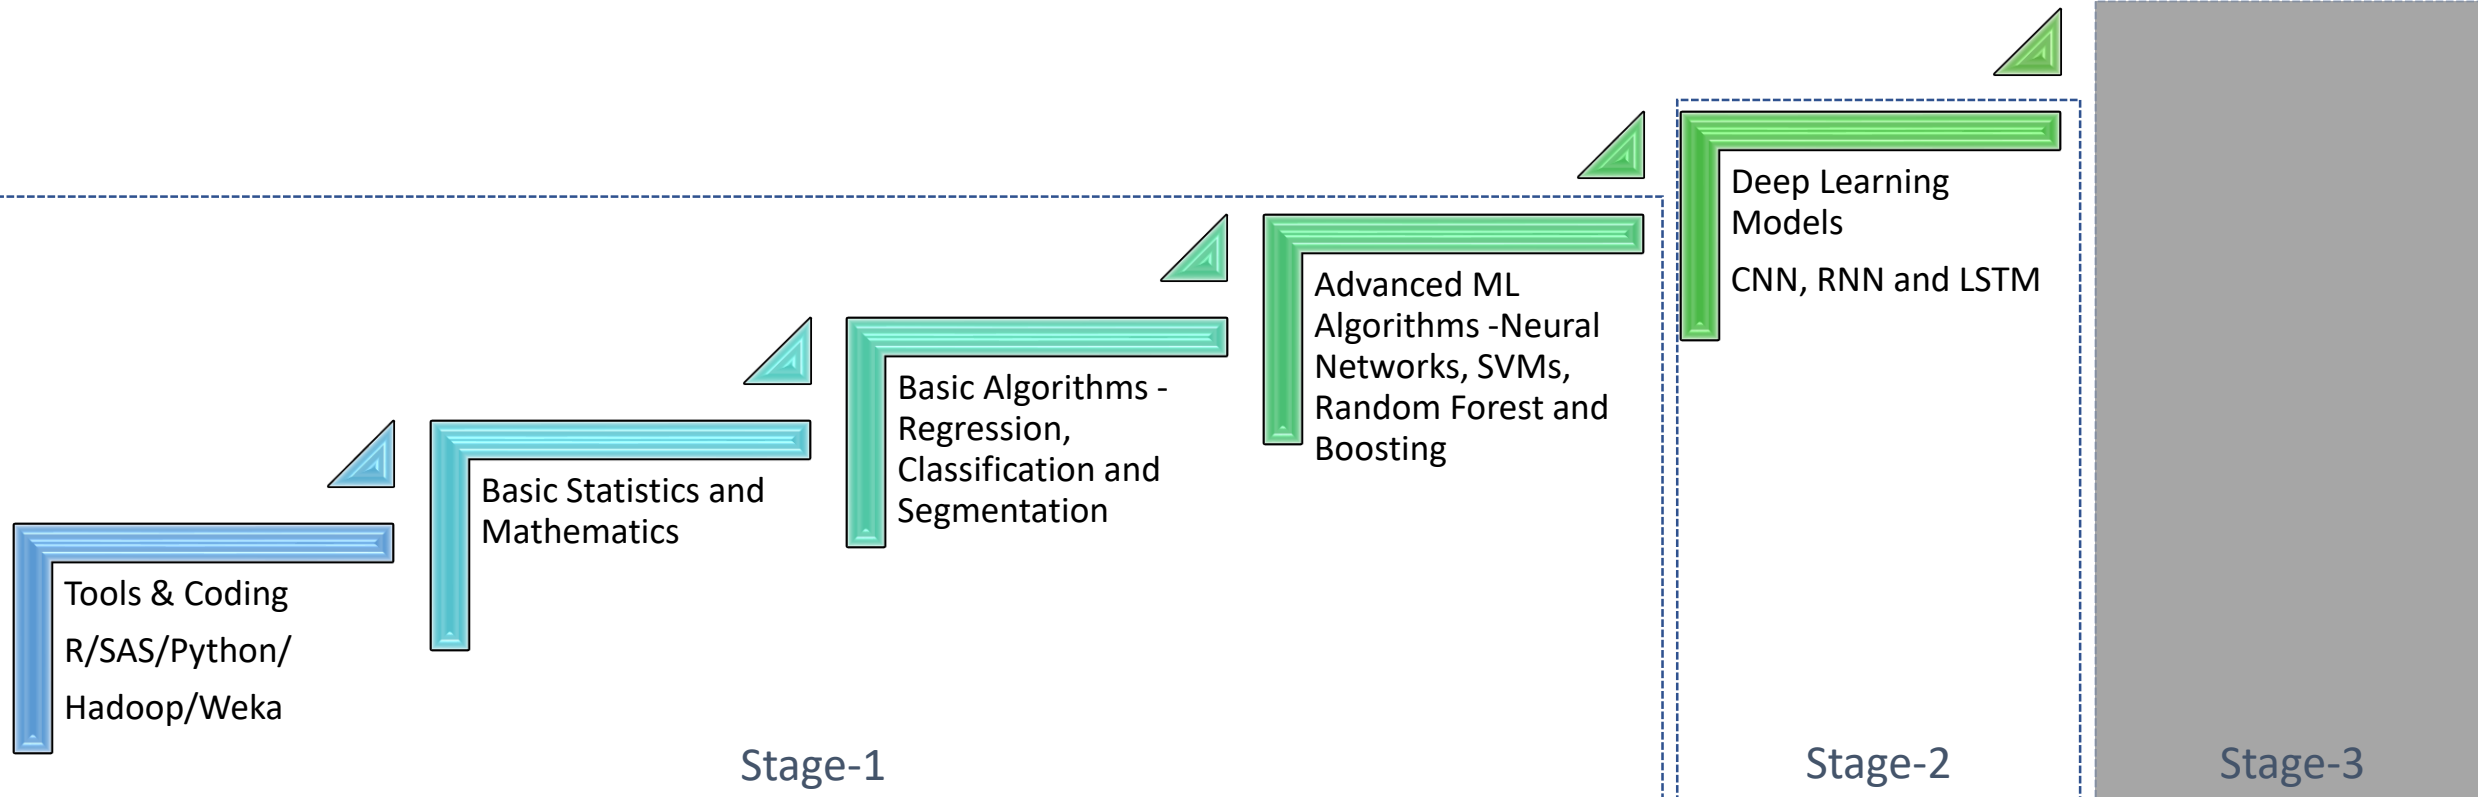 Tools & Coding
R/SAS/Python/
Hadoop/Weka
Basic Statistics and
Mathematics
Basic Algorithms -
Regression,
Classification and
Segmentation
Advanced ML
Algorithms -Neural
Networks, SVMs,
Random Forest and
Boosting
Deep Learning
Models
CNN, RNN and LSTM
Stage-1
Stage-2
Stage-3